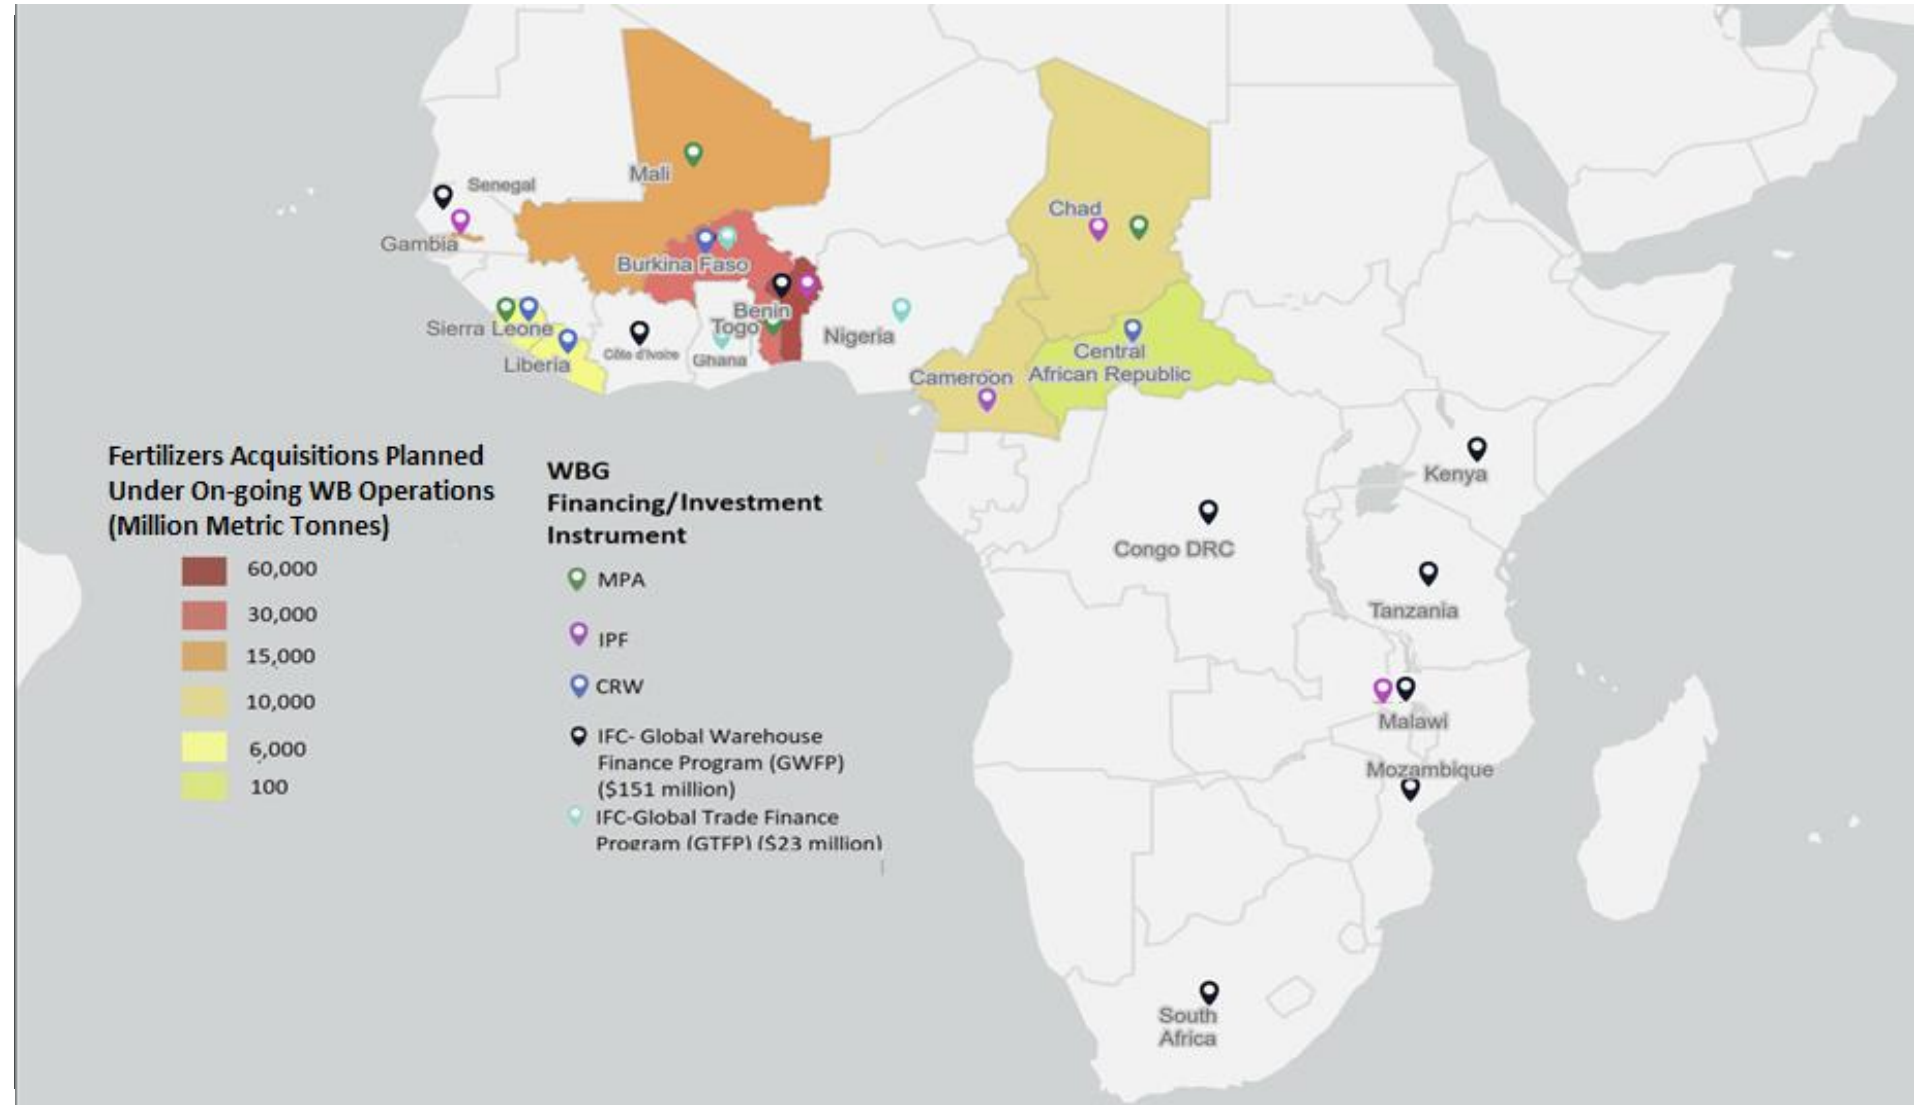 Mali
Senegal
Chad
Gambia
Burkina Faso
Benin
Sierra Leone
Togo
Nigeria
Côte d'Ivoire
Ghana
Liberia
Central
African Republic
Cameroon
Kenya
Congo DRC
Tanzania
Malawi
Mozambique
South
Africa
Fertilizers Acquisitions Planned
Under On-going WB Operations
(Million Metric Tonnes)
60,000
30,000
15,000
10,000
6,000
100
WBG
Financing/Investment
Instrument
MPA
IPF
CRW
IFC- Global Warehouse
Finance Program (GWFP)
($151 million)
IFC-Global Trade Finance
Program (GTFP) ($23 million)